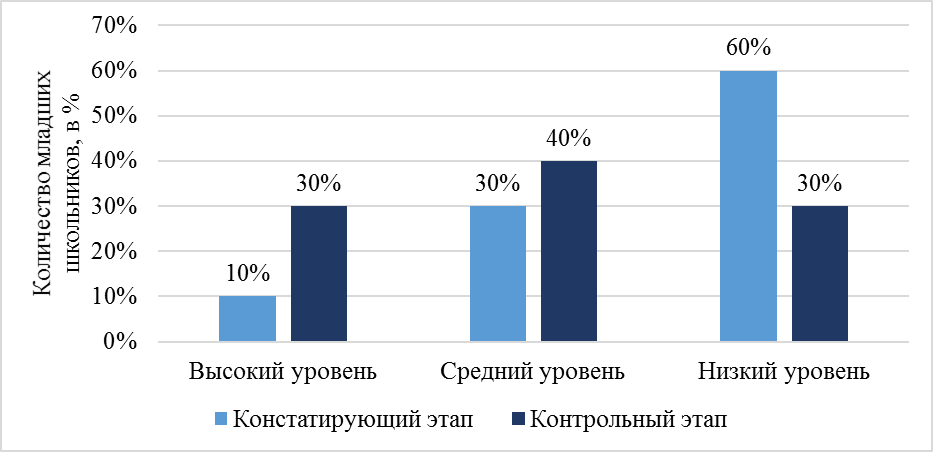 70%
60%
50%
40%
30%
20%
10%
0%
Количество младших
школьников, в %
10%
30%
30%
40%
60%
30%
Высокий уровень
Средний уровень
Низкий уровень
Констатирующий этап
Контрольный этап